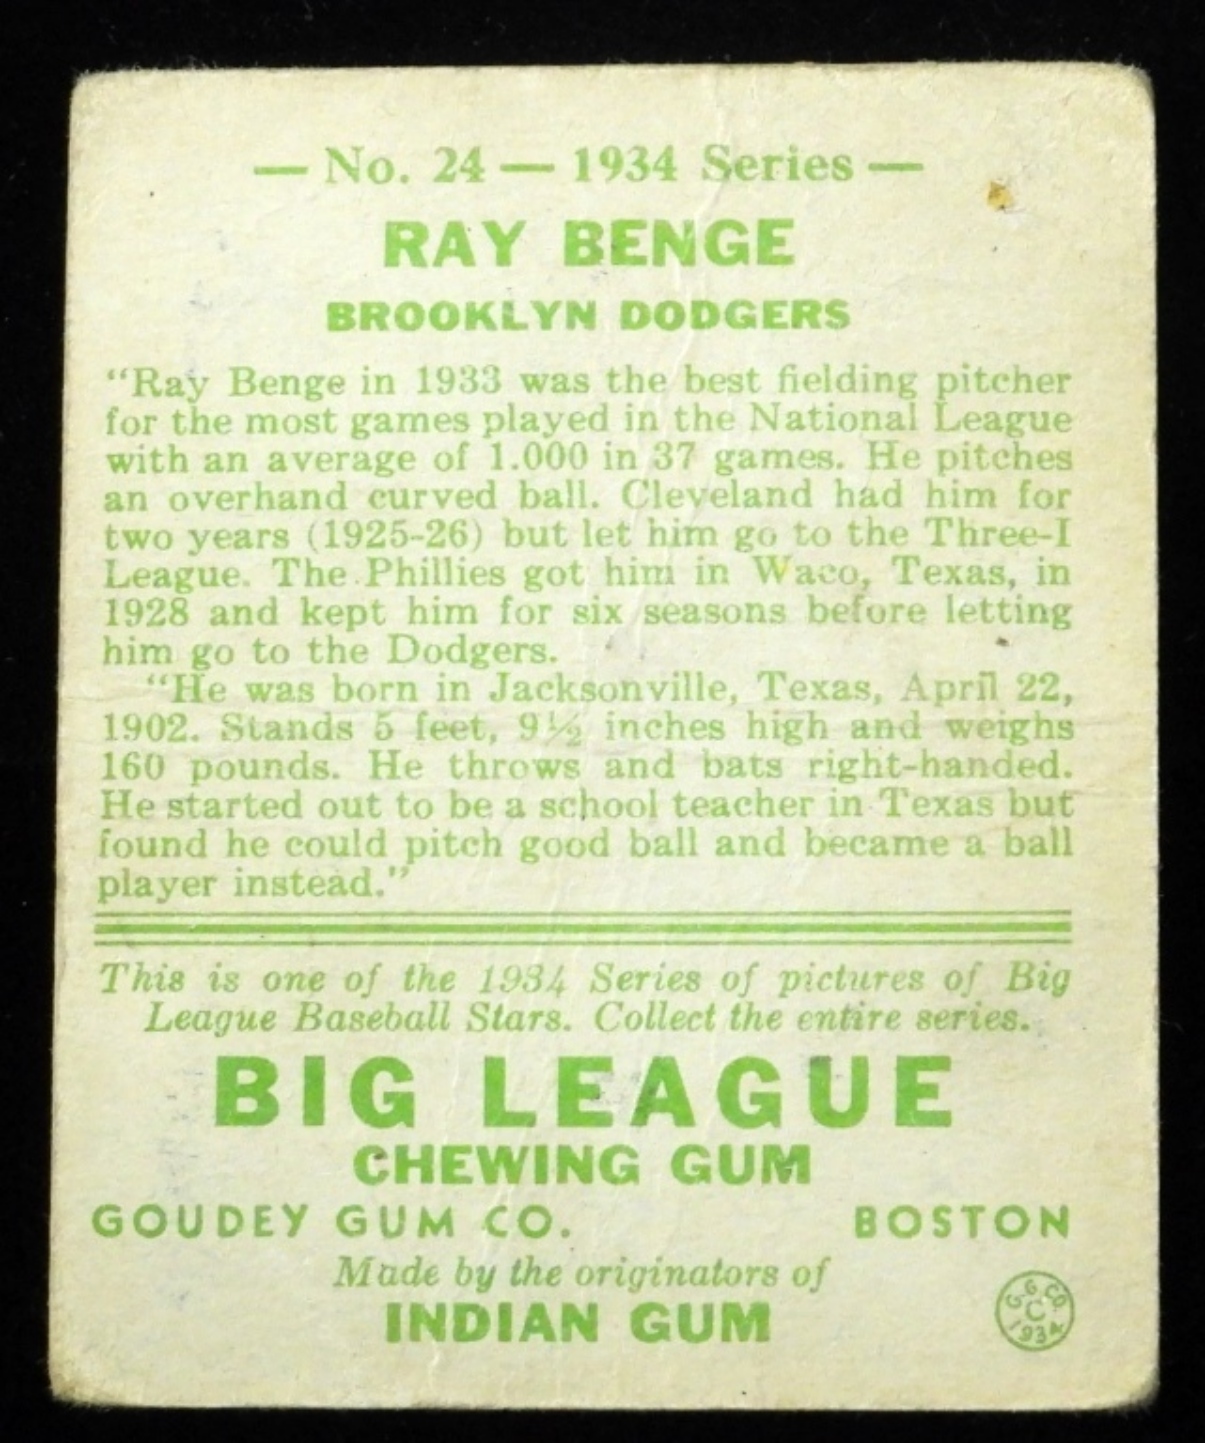 — No. 24 — 1934 Series —
RAY BENGE
BROOKLYN DODGERS
"Ray Benge in 1933 was the best fielding pitcher
for the most games played in the National League
with an average of 1.000 in 37 games. He pitches
an overhand curved ball. Cleveland had him for
two years (1925-26) but let him go to the Three-I
League. The Phillies got him in Waco, Texas, in
1928 and kept him for six seasons before letting
him go to the Dodgers.
"He was born in Jacksonville, Texas, April 22,
1902. Stands 5 feet, 9½ inches high and weighs
160 pounds. He throws and bats right-handed.
He started out to be a school teacher in Texas but
found he could pitch good ball and became a ball
player instead."
This is one of the 1934 Series of pictures of Big
League Baseball Stars. Collect the entire series.
BIG LEAGUE
CHEWING GUM
GOUDEY GUM CO. BOSTON
Made by the originators of
INDIAN GUM
G.G.CO.
C
1934